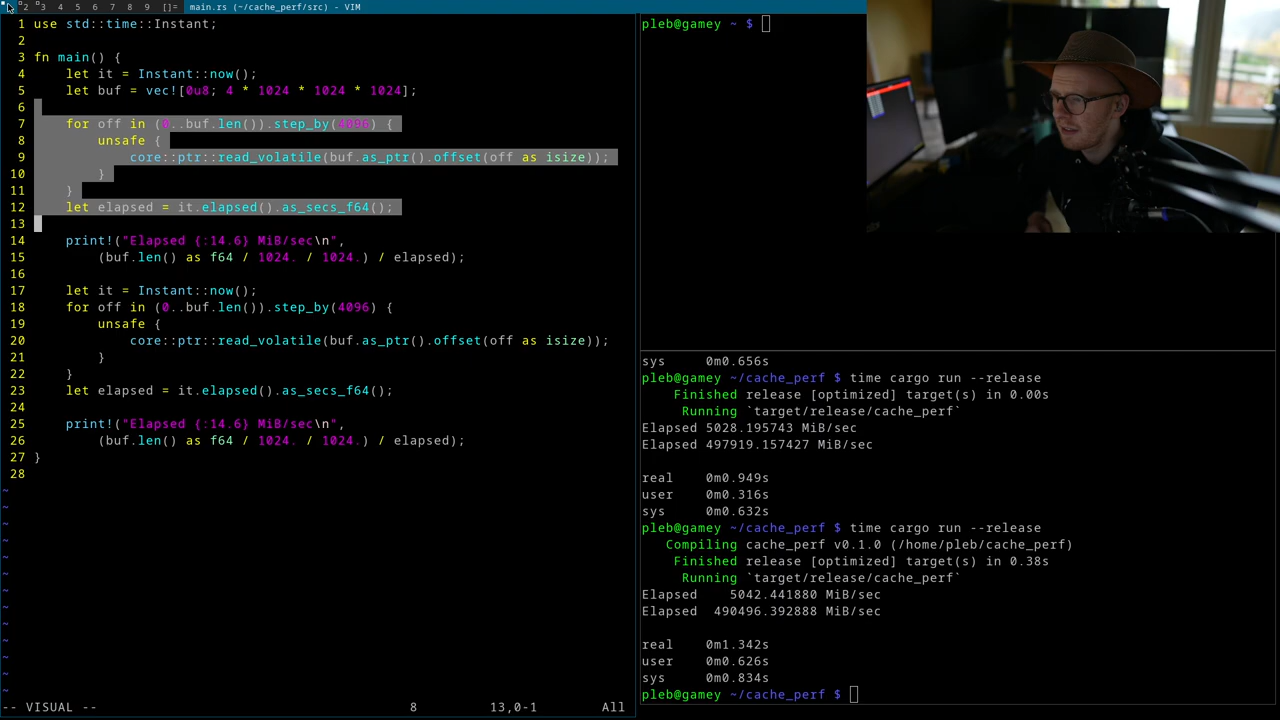 2 3 4 5 6 7 8 9 []= main.rs (~/cache_perf/src) - VIM
1 use std::time::Instant;
2
3 fn main() {
4     let it = Instant::now();
5     let buf = vec![0u8; 4 * 1024 * 1024 * 1024];
6
7     for off in (0..buf.len()).step_by(4096) {
8         unsafe {
9             core::ptr::read_volatile(buf.as_ptr().offset(off as isize));
10         }
11     }
12     let elapsed = it.elapsed().as_secs_f64();
13
14     print!("Elapsed {:14.6} MiB/sec\n",
15         (buf.len() as f64 / 1024. / 1024.) / elapsed);
16
17     let it = Instant::now();
18     for off in (0..buf.len()).step_by(4096) {
19         unsafe {
20             core::ptr::read_volatile(buf.as_ptr().offset(off as isize));
21         }
22     }
23     let elapsed = it.elapsed().as_secs_f64();
24
25     print!("Elapsed {:14.6} MiB/sec\n",
26         (buf.len() as f64 / 1024. / 1024.) / elapsed);
27 }
28
~
~
~
~
~
~
~
~
~
~
~
~
~
-- VISUAL -- 8 13,0-1 All
pleb@gamey ~ $
sys 0m0.656s
pleb@gamey ~/cache_perf $ time cargo run --release
Finished release [optimized] target(s) in 0.00s
Running `target/release/cache_perf`
Elapsed 5028.195743 MiB/sec
Elapsed 497919.157427 MiB/sec
real 0m0.949s
user 0m0.316s
sys 0m0.632s
pleb@gamey ~/cache_perf $ time cargo run --release
Compiling cache_perf v0.1.0 (/home/pleb/cache_perf)
Finished release [optimized] target(s) in 0.38s
Running `target/release/cache_perf`
Elapsed 5042.441880 MiB/sec
Elapsed 490496.392888 MiB/sec
real 0m1.342s
user 0m0.626s
sys 0m0.834s
pleb@gamey ~/cache_perf $